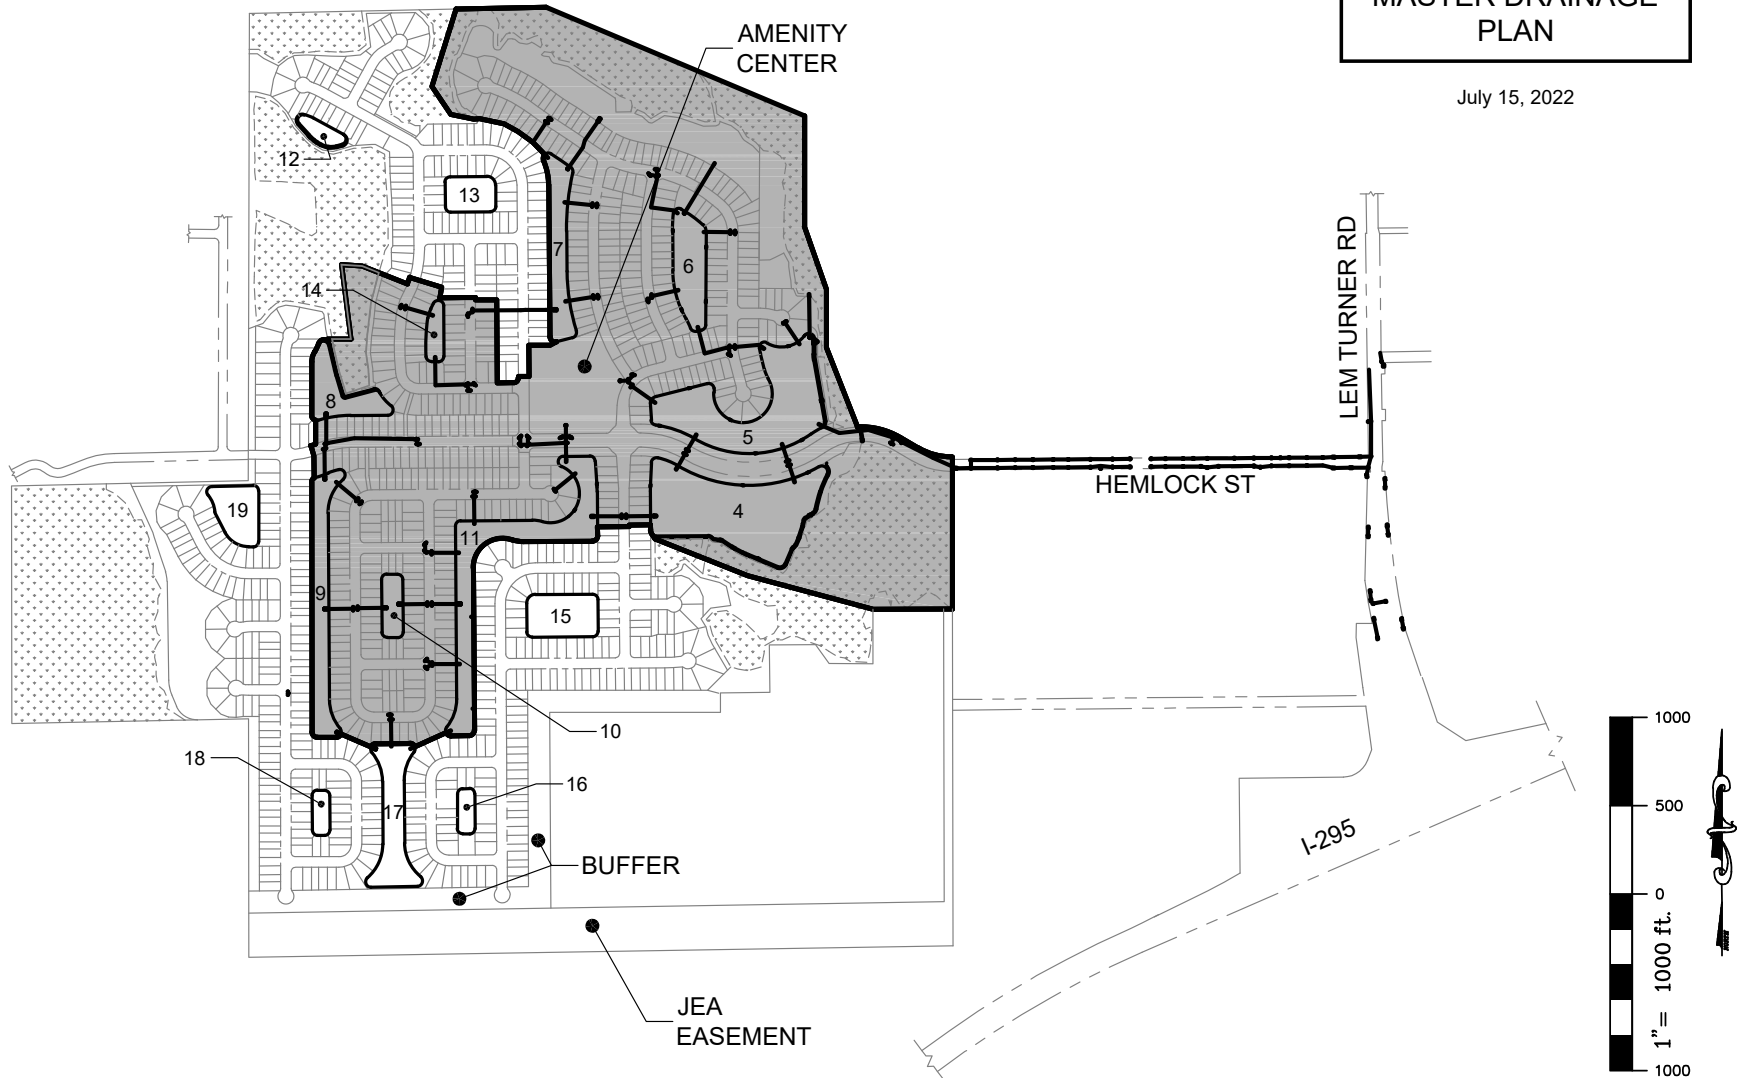 MASTER DRAINAGE
PLAN
July 15, 2022
AMENITY
CENTER
12
13
7
6
14
8
5
LEM TURNER RD
HEMLOCK ST
19
4
11
9
15
10
18
16
17
BUFFER
I-295
JEA
EASEMENT
1000
500
0
1000
1"= 1000 ft.